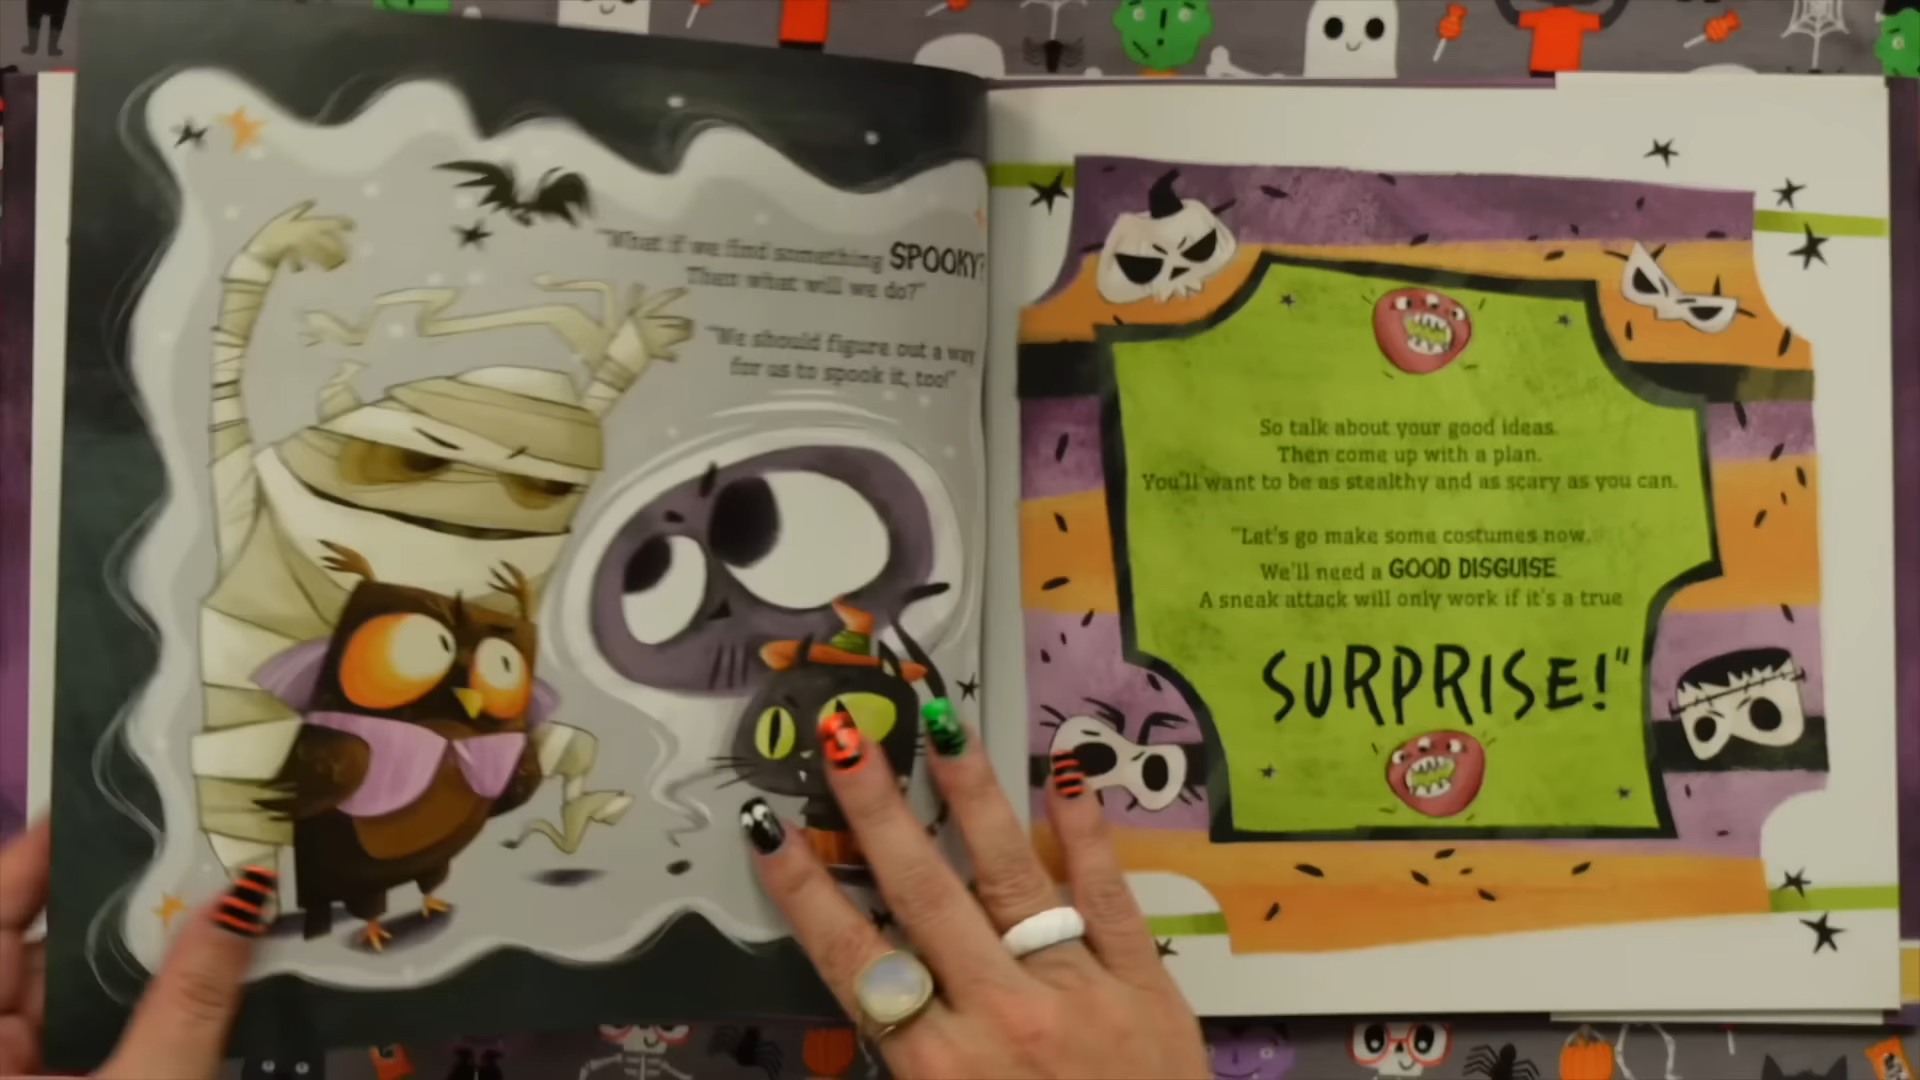 "What if we find something SPOOKY?
Then what will we do?"
"We should figure out a way
for us to spook it, too!"
So talk about your good ideas.
Then come up with a plan.
You'll want to be as stealthy and as scary as you can.
"Let's go make some costumes now.
We'll need a GOOD DISGUISE.
A sneak attack will only work if it's a true
SURPRISE!"